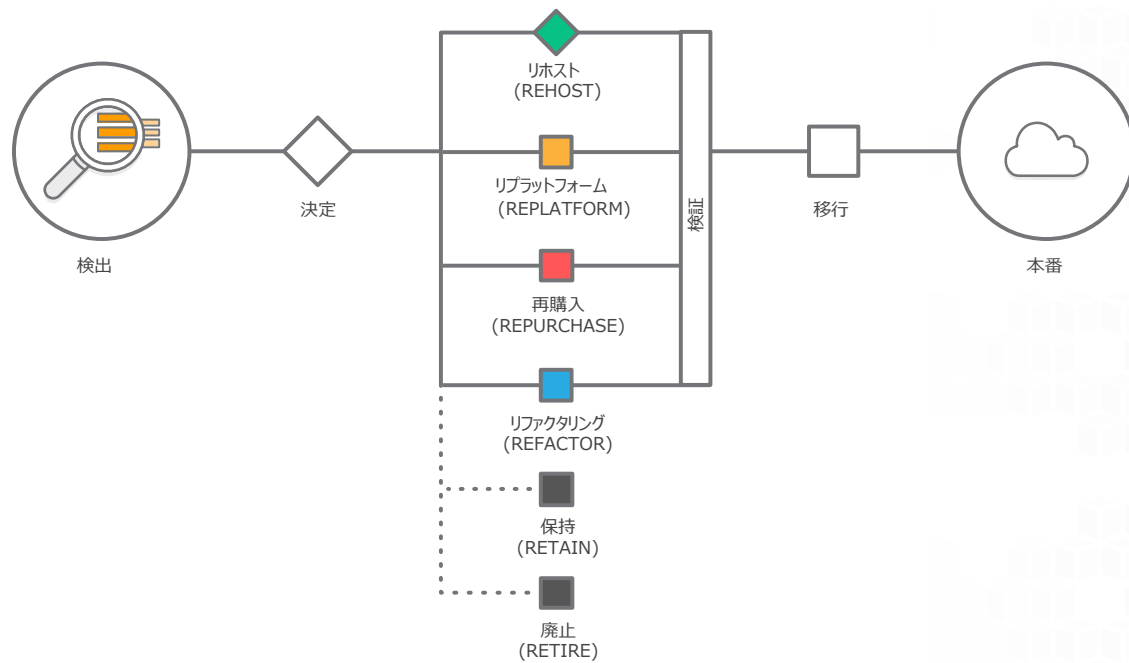 リホスト
(REHOST)
リプラットフォーム
(REPLATFORM)
検証
決定
移行
検出
本番
再購入
(REPURCHASE)
リファクタリング
(REFACTOR)
保持
(RETAIN)
廃止
(RETIRE)